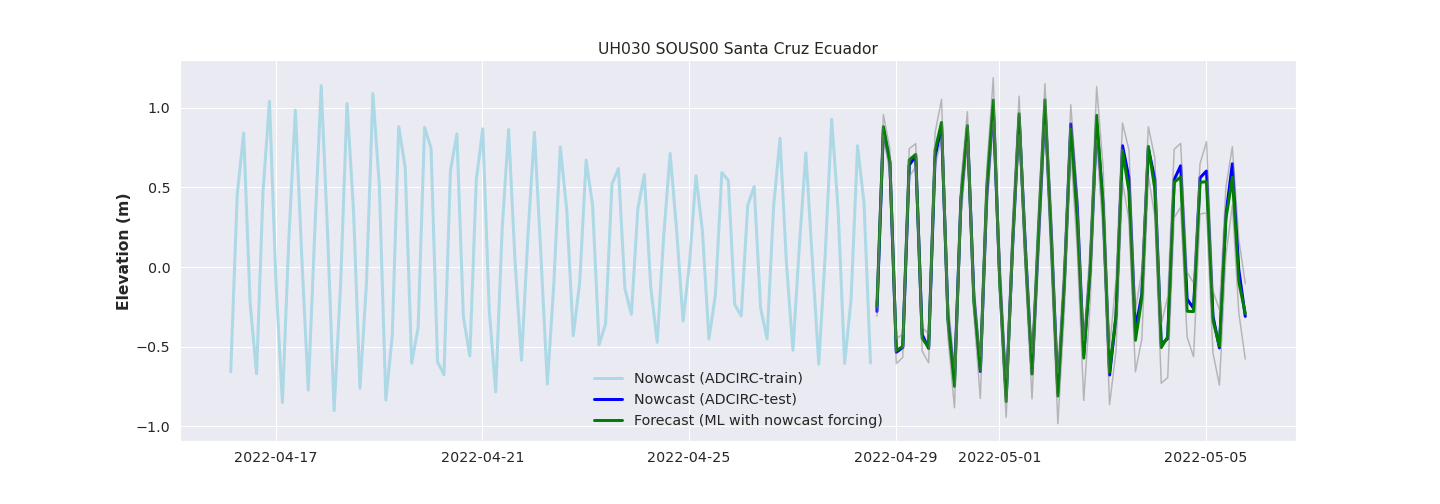 UH030 SOUS00 Santa Cruz Ecuador
Elevation (m)
1.0
0.5
0.0
−0.5
−1.0
Nowcast (ADCIRC-train)
Nowcast (ADCIRC-test)
Forecast (ML with nowcast forcing)
2022-04-17 2022-04-21 2022-04-25 2022-04-29 2022-05-01 2022-05-05